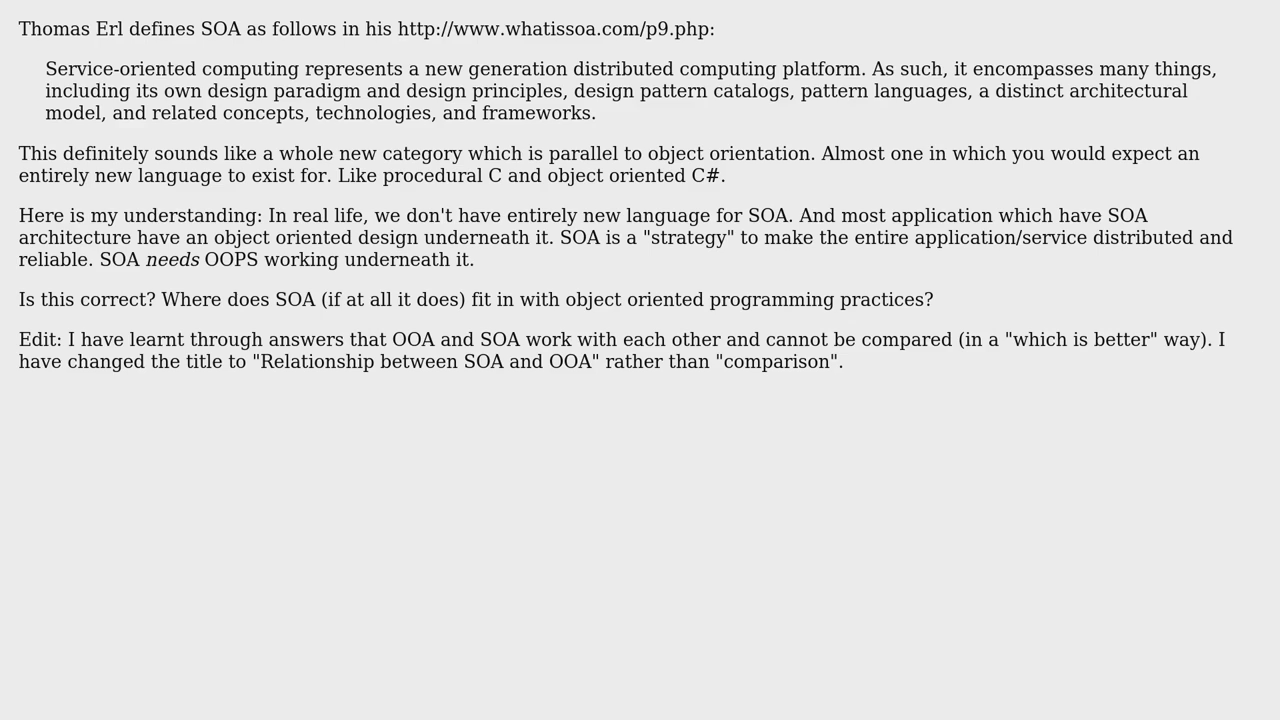 Thomas Erl defines SOA as follows in his http://www.whatissoa.com/p9.php:
Service-oriented computing represents a new generation distributed computing platform. As such, it encompasses many things,
including its own design paradigm and design principles, design pattern catalogs, pattern languages, a distinct architectural
model, and related concepts, technologies, and frameworks.
This definitely sounds like a whole new category which is parallel to object orientation. Almost one in which you would expect an
entirely new language to exist for. Like procedural C and object oriented C#.
Here is my understanding: In real life, we don't have entirely new language for SOA. And most application which have SOA
architecture have an object oriented design underneath it. SOA is a "strategy" to make the entire application/service distributed and
reliable. SOA needs OOPS working underneath it.
Is this correct? Where does SOA (if at all it does) fit in with object oriented programming practices?
Edit: I have learnt through answers that OOA and SOA work with each other and cannot be compared (in a "which is better" way). I
have changed the title to "Relationship between SOA and OOA" rather than "comparison".